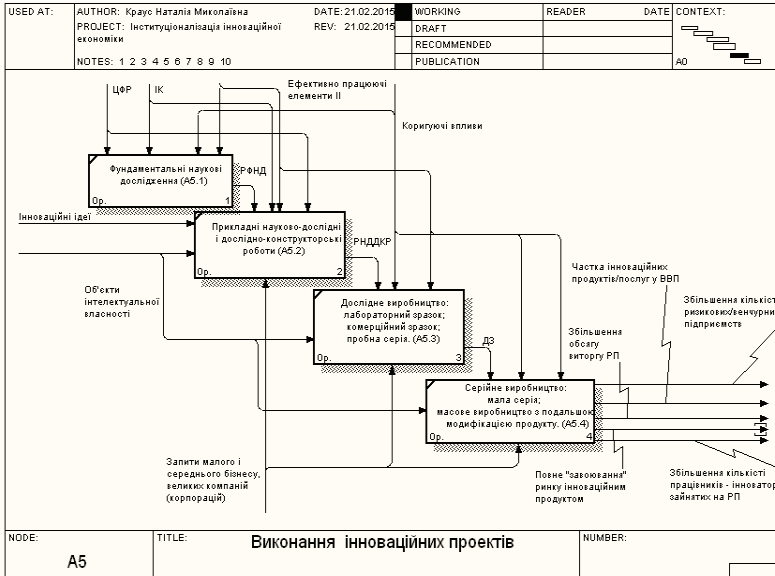 USED AT:
AUTHOR: Краус Наталія Миколаївна
DATE: 21.02.2015
PROJECT: Інституціоналізація інноваційної
економіки
REV: 21.02.2015
NOTES: 1 2 3 4 5 6 7 8 9 10
WORKING
DRAFT
RECOMMENDED
PUBLICATION
READER
DATE
CONTEXT:
A0
ЦФР
ІК
Ефективно працюючі
елементи ІІ
Коригуючі впливи
Фундаментальні наукові
дослідження (А5.1)
0р.
1
РФНД
Інноваційні ідеї
Прикладні науково-дослідні
і дослідно-конструкторські
роботи (А5.2)
0р.
2
РНДДКР
Об'єкти
інтелектуальної
власності
Дослідне виробництво:
лабораторний зразок;
комерційний зразок;
пробна серія. (А5.3)
0р.
3
ДЗ
Частка інноваційних
продуктів/послуг у ВВП
Збільшення кількіст
ризикових/венчурни
підприємств
Збільшення
обсягу
виторгу РП
Серійне виробництво:
мала серія;
масове виробництво з подальшою
модифікацією продукту. (А5.4)
0р.
4
Запити малого і
середнього бізнесу,
великих компаній
(корпорацій)
Повне "завоювання"
ринку інноваційним
продуктом
Збільшення кількості
працівників - інноватор
зайнятих на РП
NODE:
A5
TITLE:
Виконання інноваційних проектів
NUMBER: